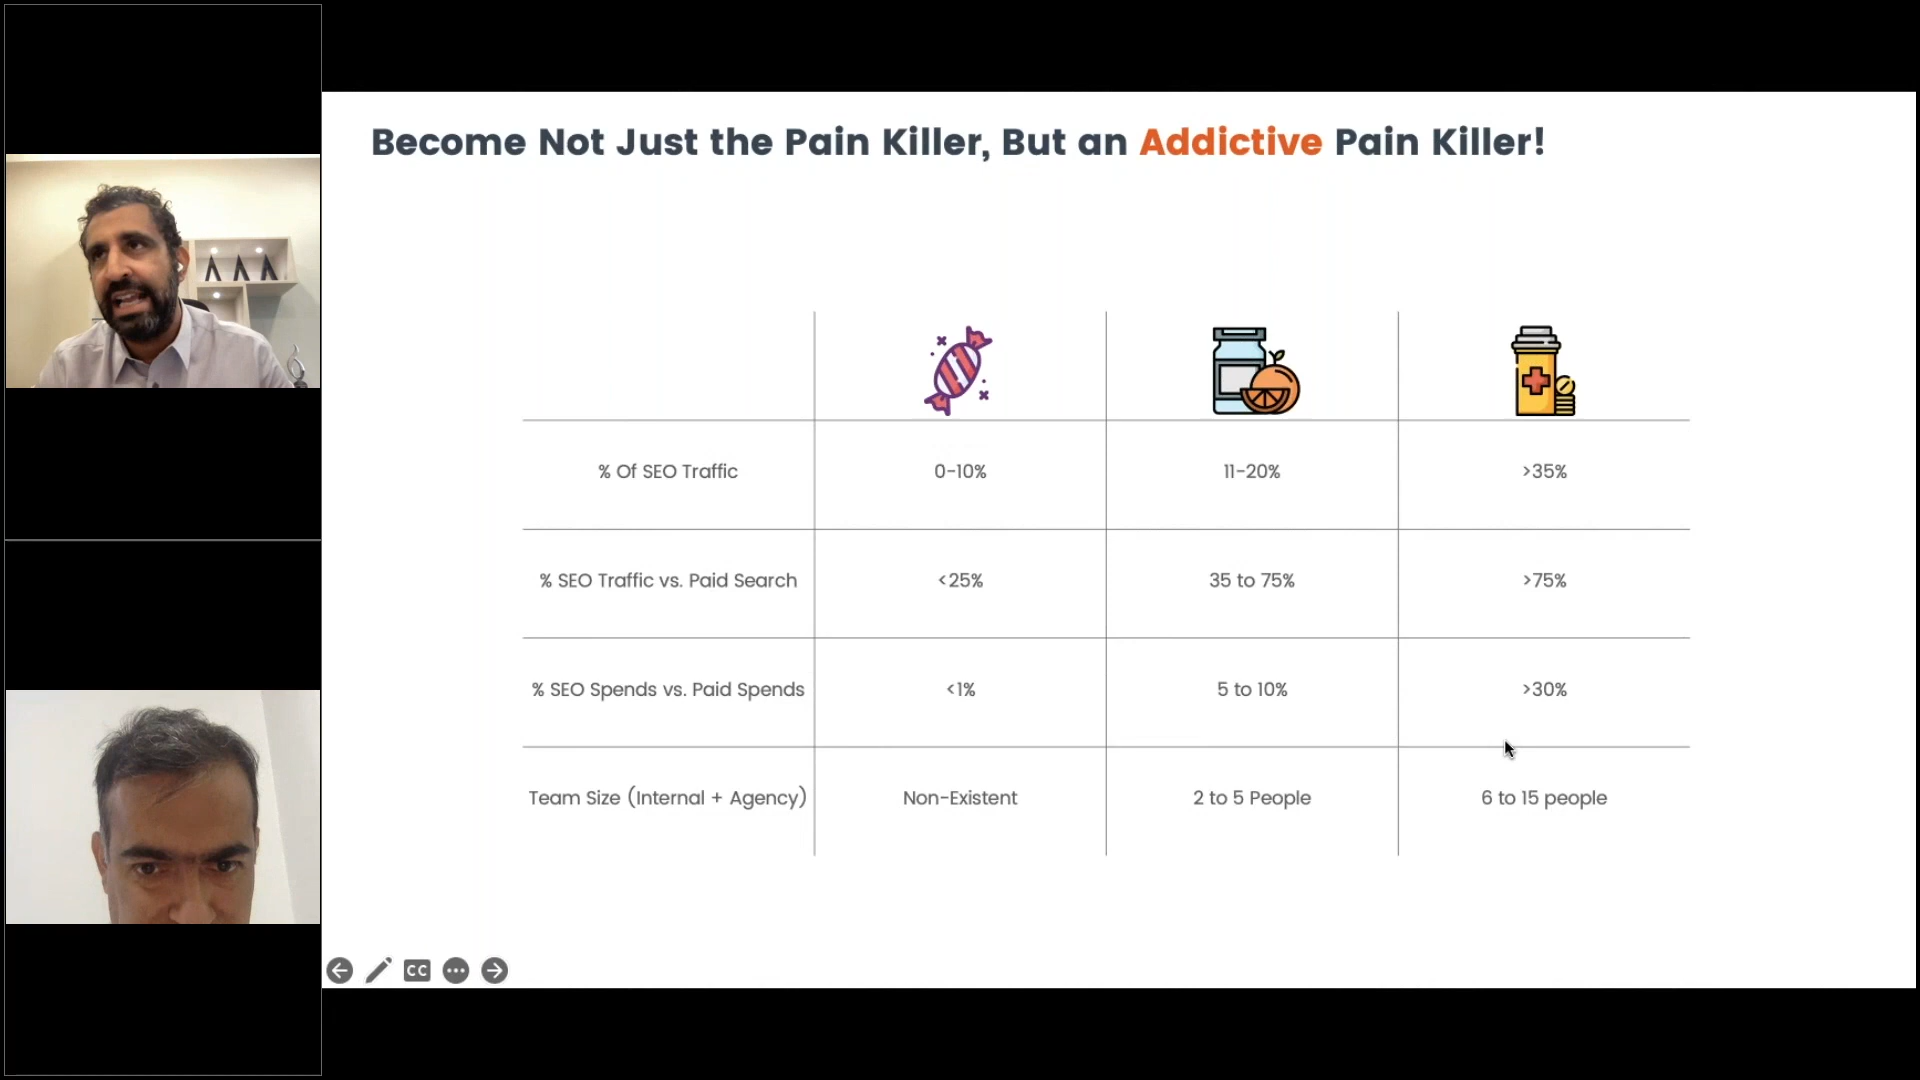 Become Not Just the Pain Killer, But an Addictive Pain Killer!
% Of SEO Traffic 0-10% 11-20% >35%
% SEO Traffic vs. Paid Search <25% 35 to 75% >75%
% SEO Spends vs. Paid Spends <1% 5 to 10% >30%
Team Size (Internal + Agency) Non-Existent 2 to 5 People 6 to 15 people
CC